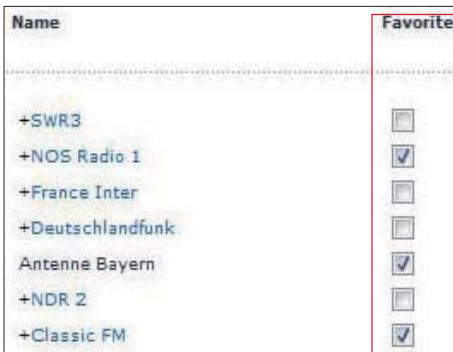 Name Favorite
+SWR3
+NOS Radio 1
+France Inter
+Deutschlandfunk
Antenne Bayern
+NDR 2
+Classic FM